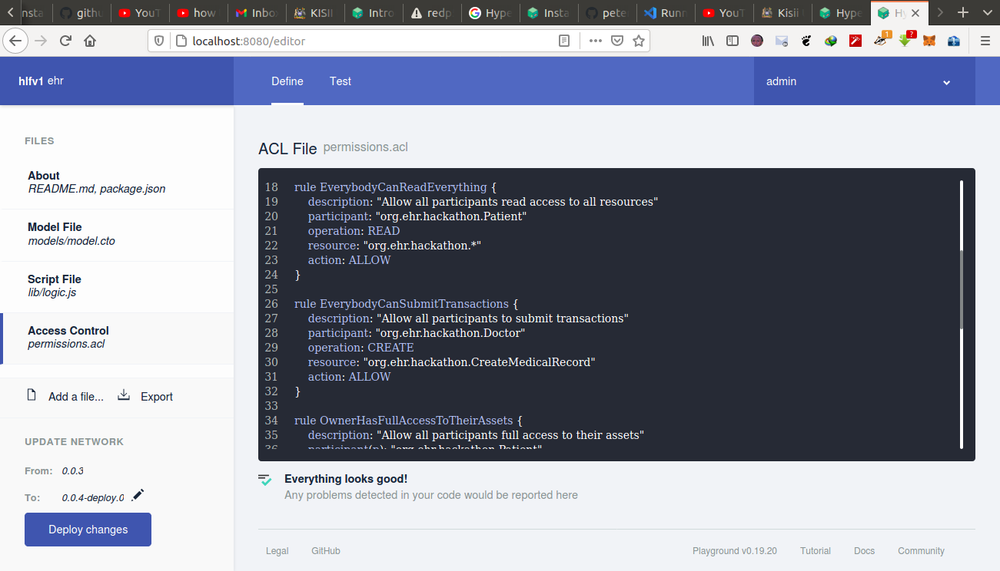 nsta
githu
YouT
how
Inbo
KISII
Intro
redp
Hype
Insta
pete
Runn
YouT
Kisii
Hype
Hy
localhost:8080/editor
1
?
hlfv1 ehr
Define
Test
admin
FILES
About
README.md, package.json
Model File
models/model.cto
Script File
lib/logic.js
Access Control
permissions.acl
Add a file...
Export
UPDATE NETWORK
From: 0.0.3
To: 0.0.4-deploy.0
Deploy changes
ACL File permissions.acl
18 rule EverybodyCanReadEverything {
19 description: "Allow all participants read access to all resources"
20 participant: "org.ehr.hackathon.Patient"
21 operation: READ
22 resource: "org.ehr.hackathon.*"
23 action: ALLOW
24 }
25
26 rule EverybodyCanSubmitTransactions {
27 description: "Allow all participants to submit transactions"
28 participant: "org.ehr.hackathon.Doctor"
29 operation: CREATE
30 resource: "org.ehr.hackathon.CreateMedicalRecord"
31 action: ALLOW
32 }
33
34 rule OwnerHasFullAccessToTheirAssets {
35 description: "Allow all participants full access to their assets"
36 participant(p): "org.ehr.hackathon.Patient"
Everything looks good!
Any problems detected in your code would be reported here
Legal
GitHub
Playground v0.19.20
Tutorial
Docs
Community